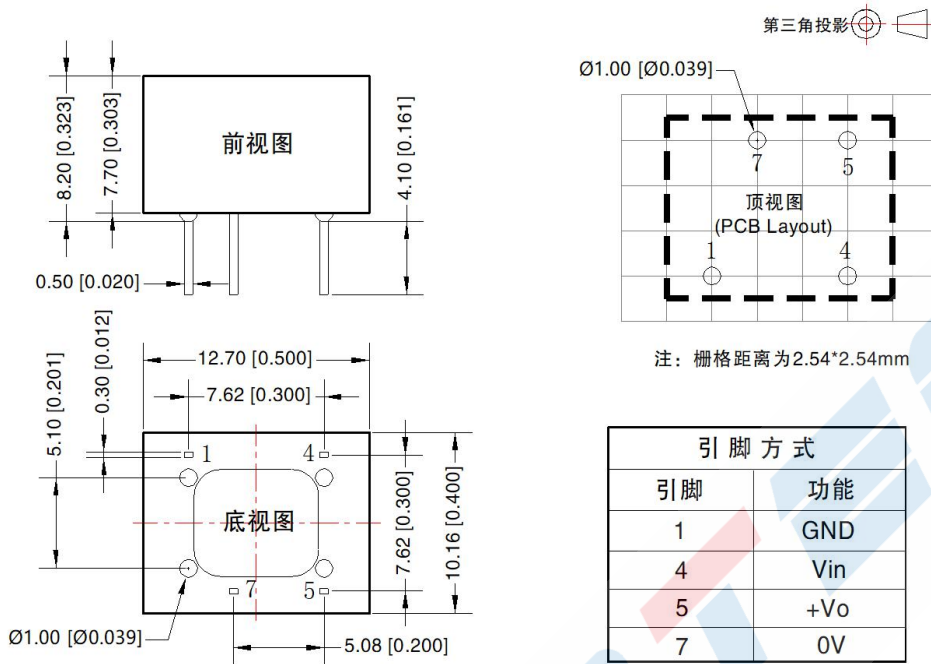 第三角投影
8.20 [0.323]
7.70 [0.303]
前视图
4.10 [0.161]
0.50 [0.020]
Ø1.00 [Ø0.039]
7
5
顶视图
(PCB Layout)
1
4
注：栅格距离为2.54*2.54mm
12.70 [0.500]
7.62 [0.300]
0.30 [0.012]
5.10 [0.201]
1
4
底视图
7
5
7.62 [0.300]
10.16 [0.400]
Ø1.00 [Ø0.039]
5.08 [0.200]
引脚方式
引脚 功能
1 GND
4 Vin
5 +Vo
7 0V